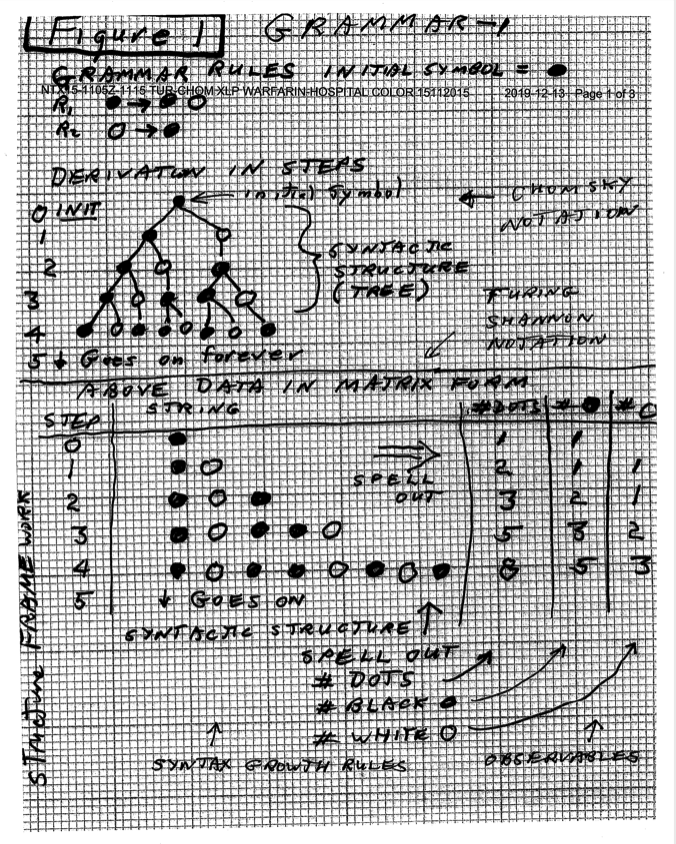 Figure 1 GRAMMAR-1
GRAMMAR RULES INITIAL SYMBOL = ●
NTX15-1105Z-1115 TUR-CHOM XLP WARFARIN-HOSPITAL COLOR 15112015 2019-12-13 Page 1 of 3
R1 ● → ● ○
R2 ○ → ●
DERIVATION IN STEPS
0 INIT initial symbol ← CHOMSKY
NOTATION
1
SYNTACTIC
2 STRUCTURE
3 (TREE) TURING
4 SHANNON
NOTATION
5 ↓ Goes on forever
ABOVE DATA IN MATRIX FORM
STEP STRING # DOTS # ● # ○
0 ● 1 1
1 ● ○ 2 1 1
SPELL
2 ● ○ ● OUT 3 2 1
3 ● ○ ● ● ○ 5 3 2
4 ● ○ ● ● ○ ● ○ ● 8 5 3
5 ↓ GOES ON
SYNTACTIC STRUCTURE ↑
SPELL OUT
# DOTS
# BLACK ●
# WHITE ○
SYNTAX GROWTH RULES OBSERVABLES
STRUCTURE FRAMEWORK